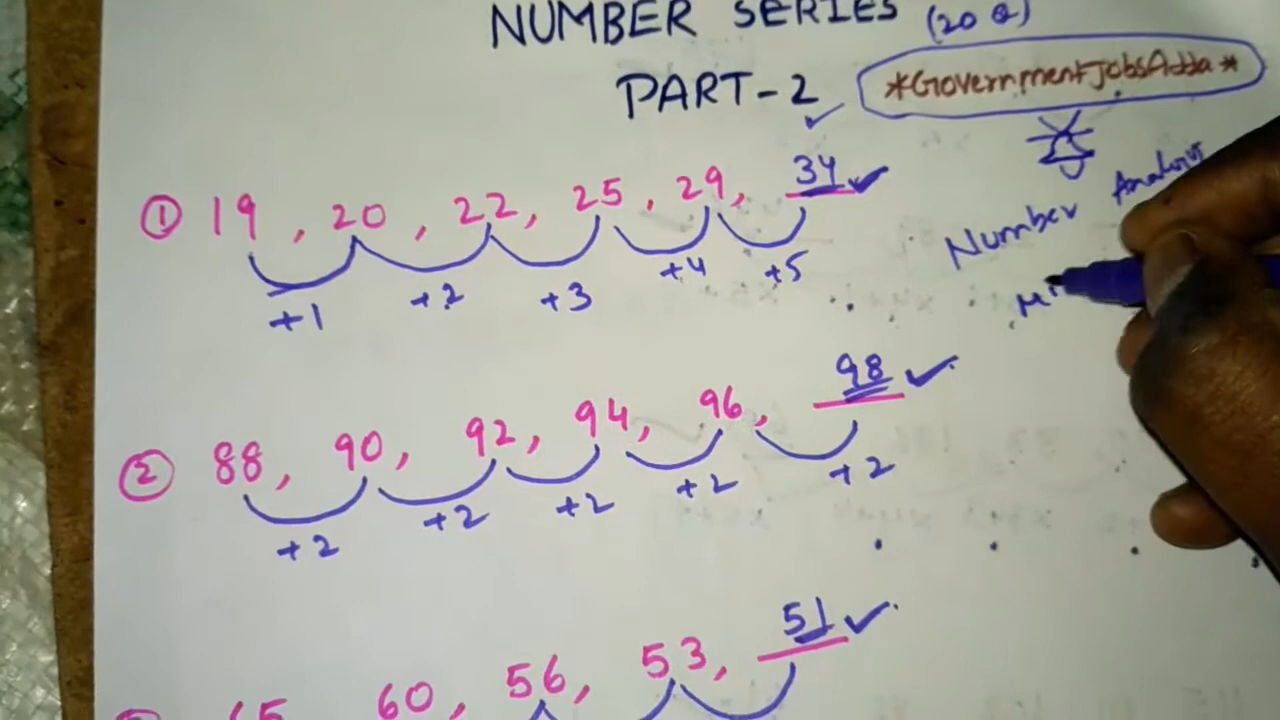 NUMBER SERIES (20 Q)
PART-2
*GovernmentJobsAdda*
① 19, 20, 22, 25, 29, 34
+1 +2 +3 +4 +5
Number
② 88, 90, 92, 94, 96, 98
+2 +2 +2 +2 +2
60, 56, 53, 51